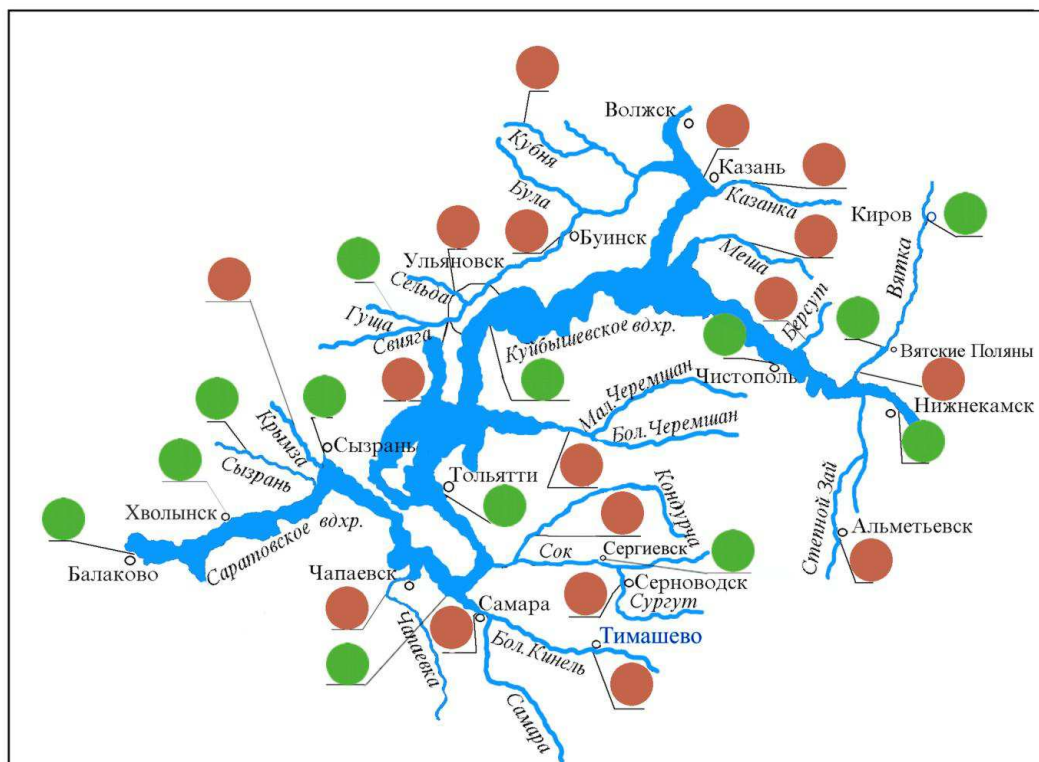 Волжск
Кубня
Казань
Була
Казанка
Киров
Буинск
Меша
Ульяновск
Сельда
Вятка
Берсут
Гуща
Свияга
Куйбышевское вдхр.
Вятские Поляны
Чистополь
Мал.Черемшан
Нижнекамск
Бол.Черемшан
Крымза
Сызрань
Сызрань
Тольятти
Кондурча
Степной Зай
Хволынск
Саратовское вдхр.
Альметьевск
Сок
Сергиевск
Балаково
Чапаевск
Серноводск
Сургут
Самара
Чапаевка
Бол. Кинель
Тимашево
Самара